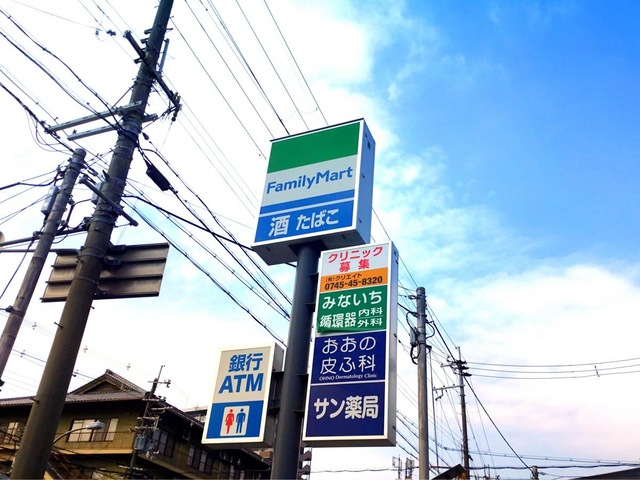 FamilyMart
酒 たばこ
クリニック
募集
(有)クリエイト
0745-45-8320
みないち
循環器 内科
外科
おおの
皮ふ科
OHNO Dermatology Clinic
サン薬局
銀行
ATM